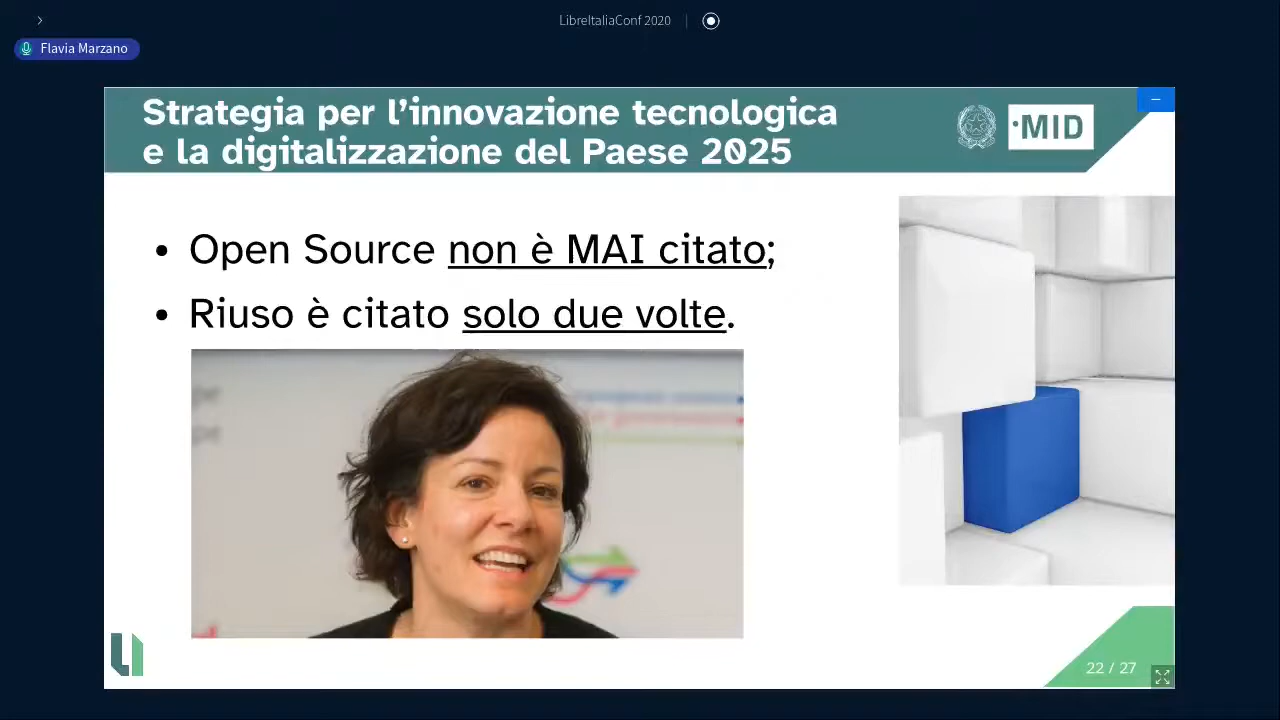 LibreItaliaConf 2020
Flavia Marzano
Strategia per l'innovazione tecnologica
e la digitalizzazione del Paese 2025
·MID
• Open Source non è MAI citato;
• Riuso è citato solo due volte.
22 / 27